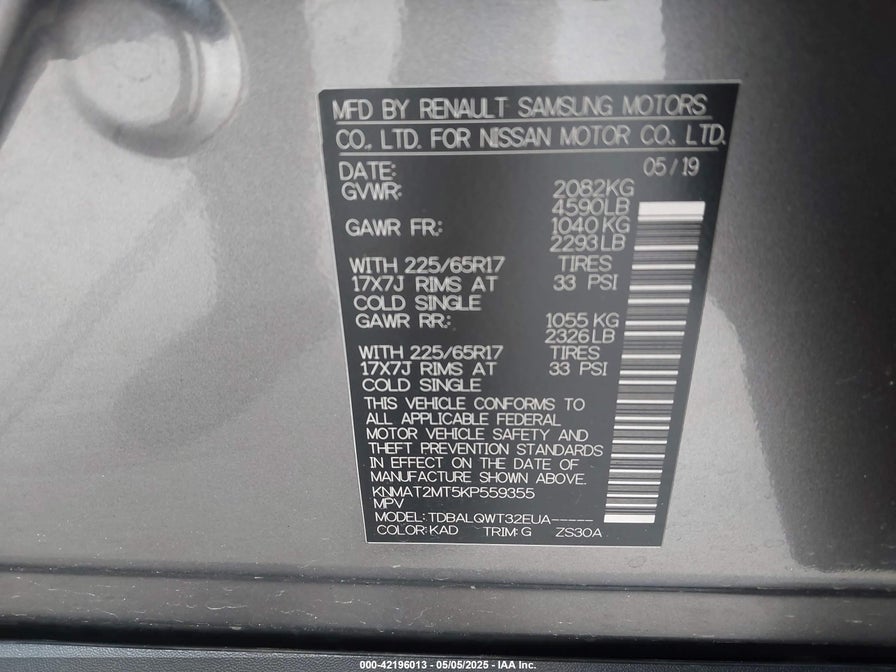 MFD BY RENAULT SAMSUNG MOTORS
CO., LTD. FOR NISSAN MOTOR CO., LTD.
DATE: 05/19
GVWR: 2082KG
4590LB
GAWR FR: 1040KG
2293LB
WITH 225/65R17 TIRES
17X7J RIMS AT 33 PSI
COLD SINGLE
GAWR RR: 1055KG
2326LB
WITH 225/65R17 TIRES
17X7J RIMS AT 33 PSI
COLD SINGLE
THIS VEHICLE CONFORMS TO
ALL APPLICABLE FEDERAL
MOTOR VEHICLE SAFETY AND
THEFT PREVENTION STANDARDS
IN EFFECT ON THE DATE OF
MANUFACTURE SHOWN ABOVE.
KNMAT2MT5KP559355
MPV
MODEL: TDBALQWT32EUA-----
COLOR: KAD TRIM: G ZS30A
000-42196013 - 05/05/2025 - IAA Inc.